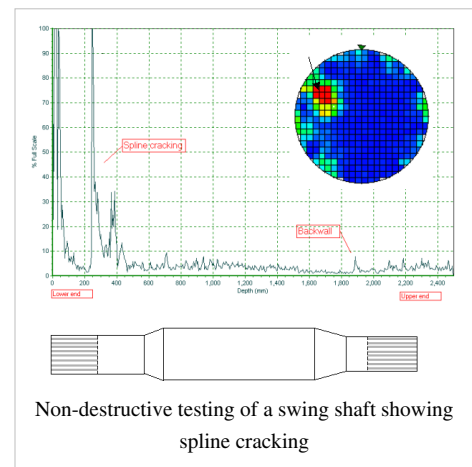 100
90
80
70
60
50
40
30
20
10
0
% Full Scale
Spline cracking
Backwall
0 200 400 600 800 1,000 1,200 1,400 1,600 1,800 2,000 2,200 2,400
Depth (mm)
Lower end
Upper end
Non-destructive testing of a swing shaft showing
spline cracking